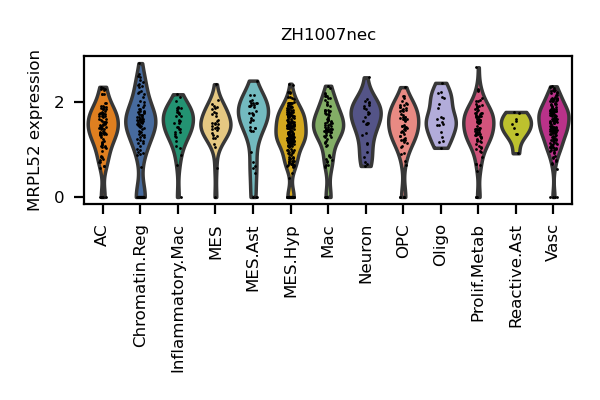 ZH1007nec
MRPL52 expression
2
0
AC
Chromatin.Reg
Inflammatory.Mac
MES
MES.Ast
MES.Hyp
Mac
Neuron
OPC
Oligo
Prolif.Metab
Reactive.Ast
Vasc